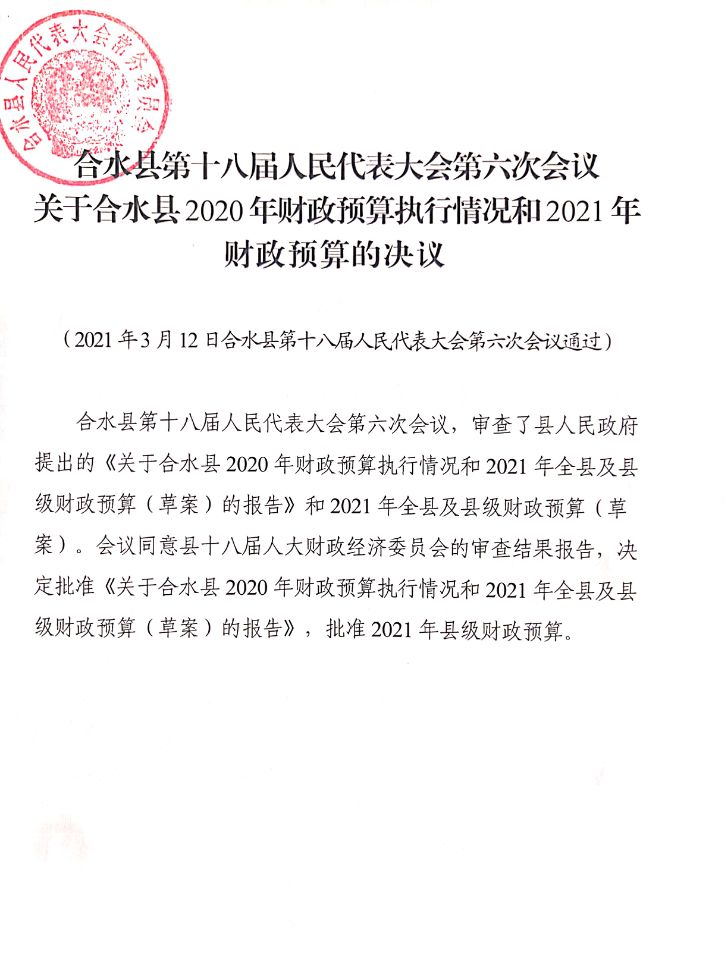 合水县人民代表大会常务委员会
合水县第十八届人民代表大会第六次会议
关于合水县2020年财政预算执行情况和2021年
财政预算的决议
（2021年3月12日合水县第十八届人民代表大会第六次会议通过）
合水县第十八届人民代表大会第六次会议，审查了县人民政府
提出的《关于合水县2020年财政预算执行情况和2021年全县及县
级财政预算（草案）的报告》和2021年全县及县级财政预算（草
案）。会议同意县十八届人大财政经济委员会的审查结果报告，决
定批准《关于合水县2020年财政预算执行情况和2021年全县及县
级财政预算（草案）的报告》，批准2021年县级财政预算。